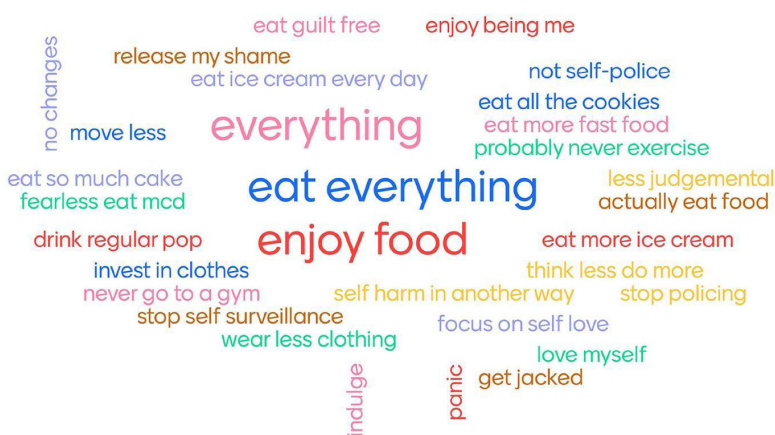 eat guilt free
enjoy being me
no changes
release my shame
eat ice cream every day
not self-police
eat all the cookies
everything
eat more fast food
move less
probably never exercise
eat so much cake
eat everything
less judgemental
fearless eat mcd
actually eat food
drink regular pop
enjoy food
eat more ice cream
invest in clothes
think less do more
never go to a gym
self harm in another way
stop policing
stop self surveillance
focus on self love
wear less clothing
love myself
indulge
panic
get jacked